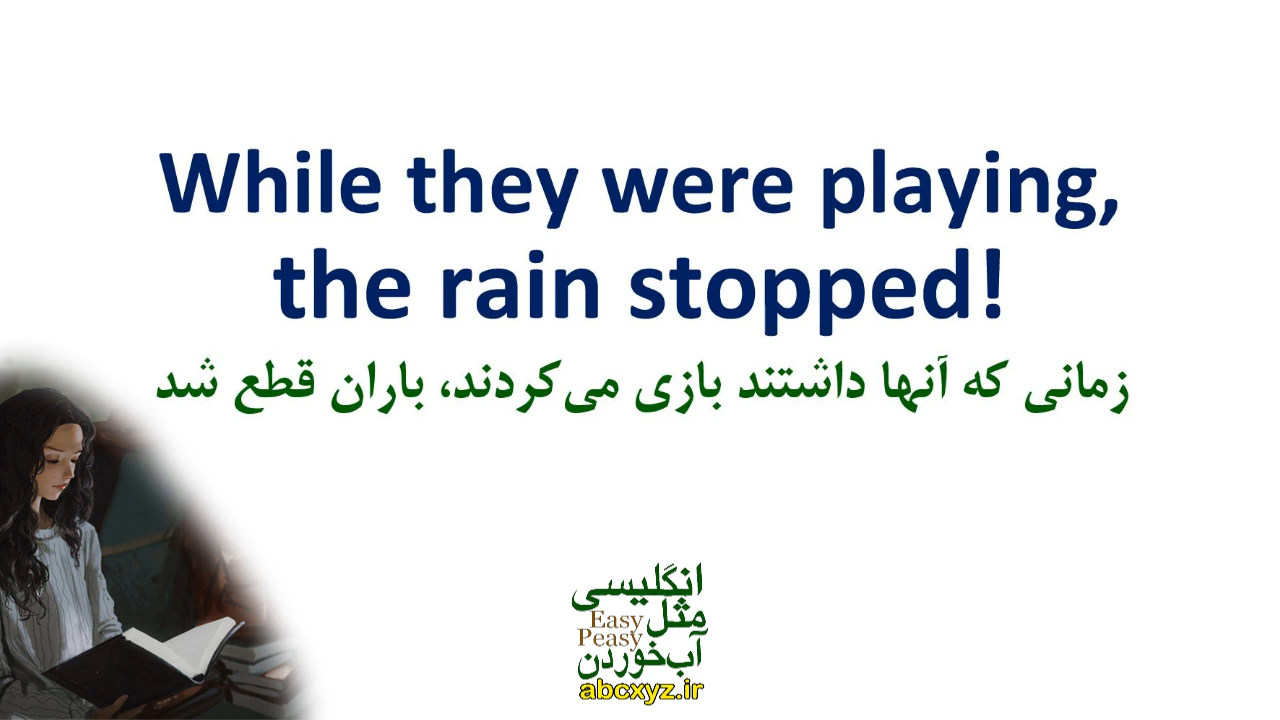 While they were playing,
the rain stopped!
زمانی که آنها داشتند بازی می‌کردند، باران قطع شد
انگلیسی
مثل
Easy
Peasy
آب‌خوردن
abcxyz.ir